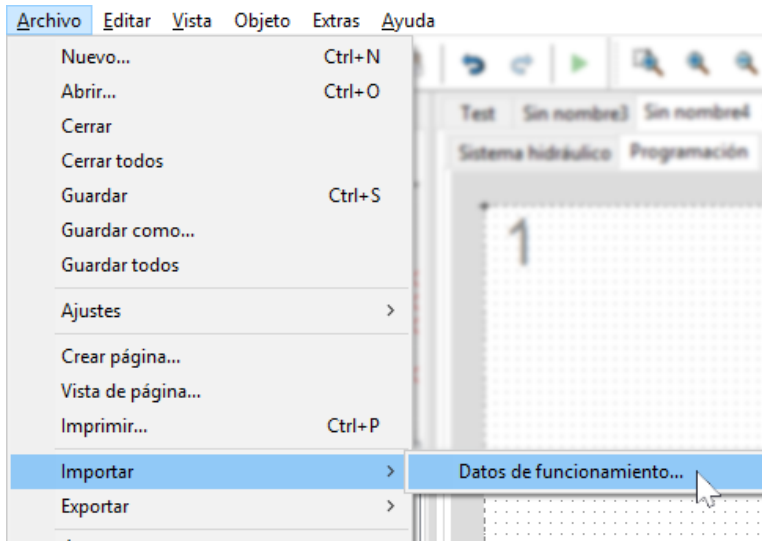 Archivo Editar Vista Objeto Extras Ayuda
Nuevo... Ctrl+N
Abrir... Ctrl+O
Cerrar
Test Sin nombre3 Sin nombre4
Cerrar todos
Sistema hidráulico Programación
Guardar Ctrl+S
Guardar como...
1
Guardar todos
Ajustes >
Crear página...
Vista de página...
Imprimir... Ctrl+P
Importar >
Datos de funcionamiento...
Exportar >